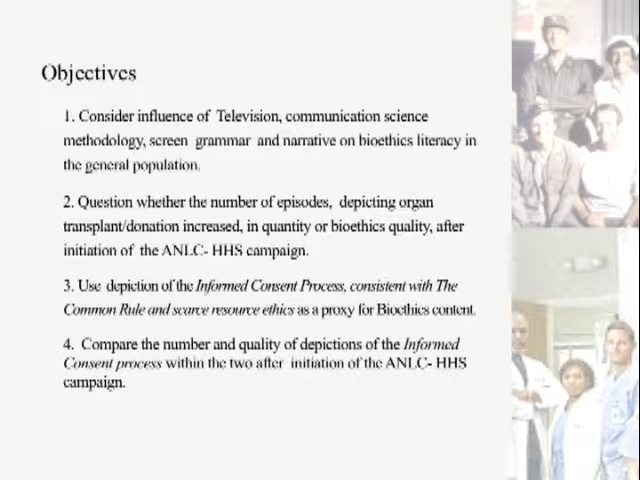 Objectives
1. Consider influence of Television, communication science
methodology, screen grammar and narrative on bioethics literacy in
the general population.
2. Question whether the number of episodes, depicting organ
transplant/donation increased, in quantity or bioethics quality, after
initiation of the ANLC- HHS campaign.
3. Use depiction of the Informed Consent Process, consistent with The
Common Rule and scarce resource ethics as a proxy for Bioethics content.
4. Compare the number and quality of depictions of the Informed
Consent process within the two after initiation of the ANLC- HHS
campaign.